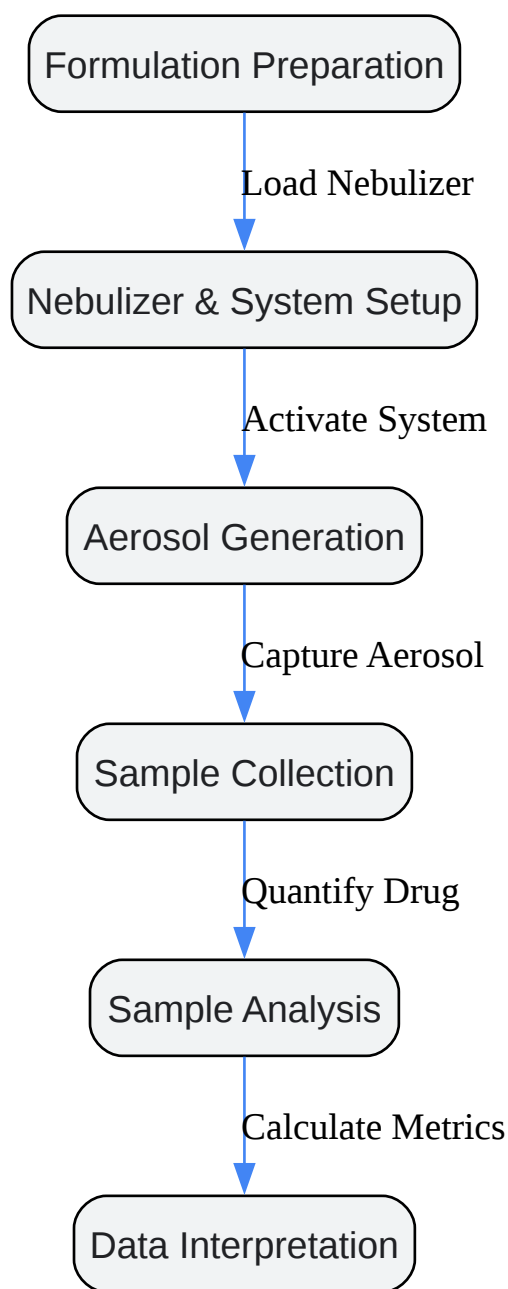 Formulation Preparation
Load Nebulizer
Nebulizer & System Setup
Activate System
Aerosol Generation
Capture Aerosol
Sample Collection
Quantify Drug
Sample Analysis
Calculate Metrics
Data Interpretation